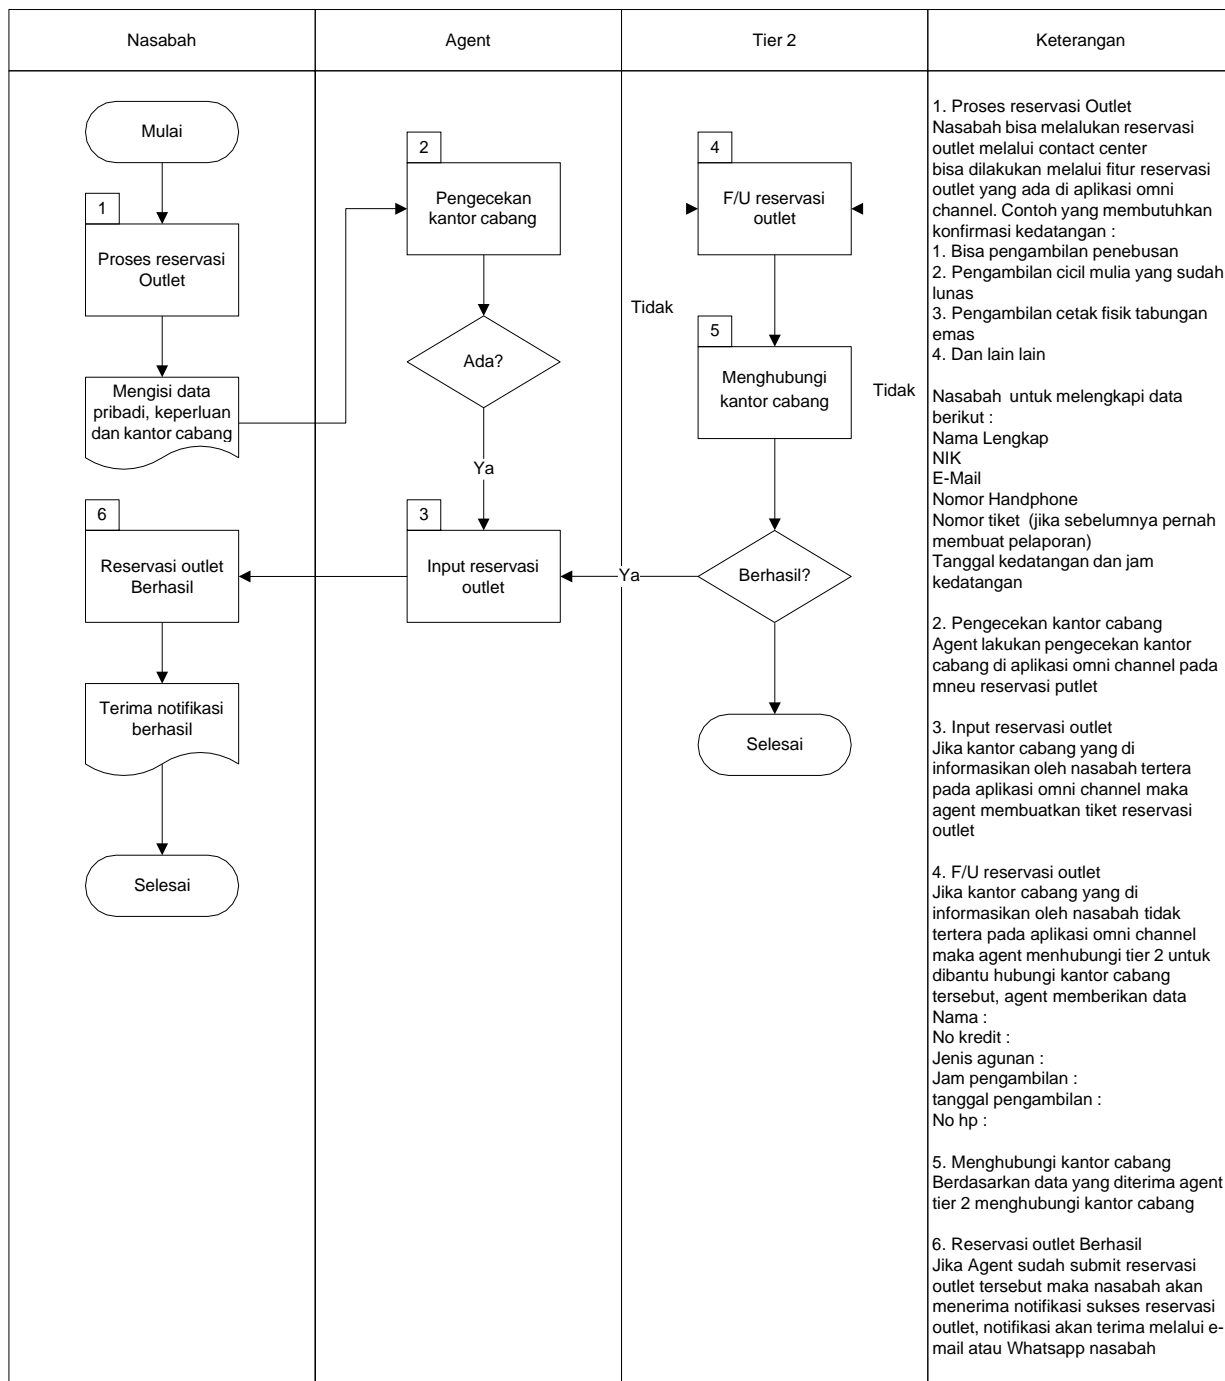 Nasabah
Agent
Tier 2
Keterangan
Mulai
1
Proses reservasi
Outlet
Mengisi data
pribadi, keperluan
dan kantor cabang
6
Reservasi outlet
Berhasil
Terima notifikasi
berhasil
Selesai
2
Pengecekan
kantor cabang
Ada?
Ya
3
Input reservasi
outlet
4
F/U reservasi
outlet
Tidak
5
Menghubungi
kantor cabang
Tidak
Ya
Berhasil?
Selesai
1. Proses reservasi Outlet
Nasabah bisa melalukan reservasi
outlet melalui contact center
bisa dilakukan melalui fitur reservasi
outlet yang ada di aplikasi omni
channel. Contoh yang membutuhkan
konfirmasi kedatangan :
1. Bisa pengambilan penebusan
2. Pengambilan cicil mulia yang sudah
lunas
3. Pengambilan cetak fisik tabungan
emas
4. Dan lain lain
Nasabah  untuk melengkapi data
berikut :
Nama Lengkap
NIK
E-Mail
Nomor Handphone
Nomor tiket  (jika sebelumnya pernah
membuat pelaporan)
Tanggal kedatangan dan jam
kedatangan
2. Pengecekan kantor cabang
Agent lakukan pengecekan kantor
cabang di aplikasi omni channel pada
mneu reservasi putlet
3. Input reservasi outlet
Jika kantor cabang yang di
informasikan oleh nasabah tertera
pada aplikasi omni channel maka
agent membuatkan tiket reservasi
outlet
4. F/U reservasi outlet
Jika kantor cabang yang di
informasikan oleh nasabah tidak
tertera pada aplikasi omni channel
maka agent menhubungi tier 2 untuk
dibantu hubungi kantor cabang
tersebut, agent memberikan data
Nama :
No kredit :
Jenis agunan :
Jam pengambilan :
tanggal pengambilan :
No hp :
5. Menghubungi kantor cabang
Berdasarkan data yang diterima agent
tier 2 menghubungi kantor cabang
6. Reservasi outlet Berhasil
Jika Agent sudah submit reservasi
outlet tersebut maka nasabah akan
menerima notifikasi sukses reservasi
outlet, notifikasi akan terima melalui e-
mail atau Whatsapp nasabah